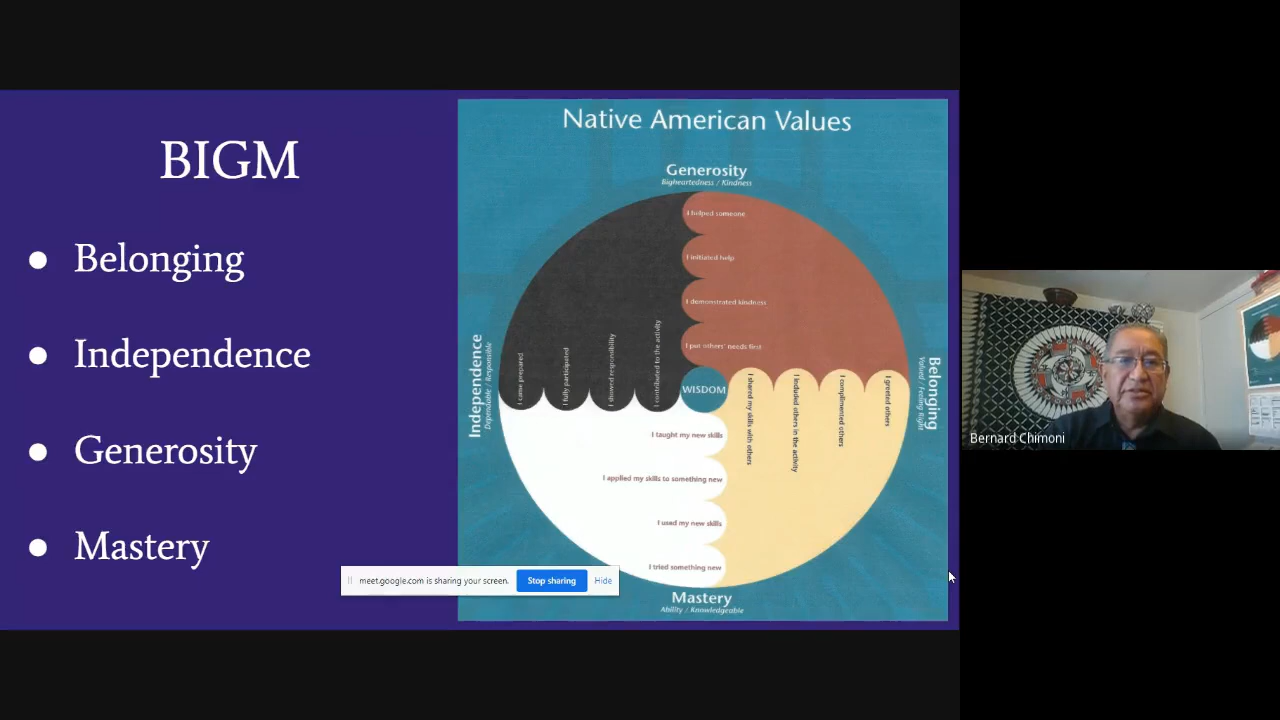 BIGM
● Belonging
● Independence
● Generosity
● Mastery
Native American Values
Generosity
Bigheartedness / Kindness
I helped someone
I initiated help
I demonstrated kindness
I put others' needs first
Independence
Dependable / Responsible
I came prepared
I fully participated
I showed responsibility
I contributed to the activity
WISDOM
I shared my skills with others
I included others in the activity
I complimented others
I greeted others
Belonging
Valued / Feeling Right
I taught my new skills
I applied my skills to something new
I used my new skills
I tried something new
Mastery
Ability / Knowledgeable
meet.google.com is sharing your screen.
Stop sharing
Hide
Bernard Chimoni